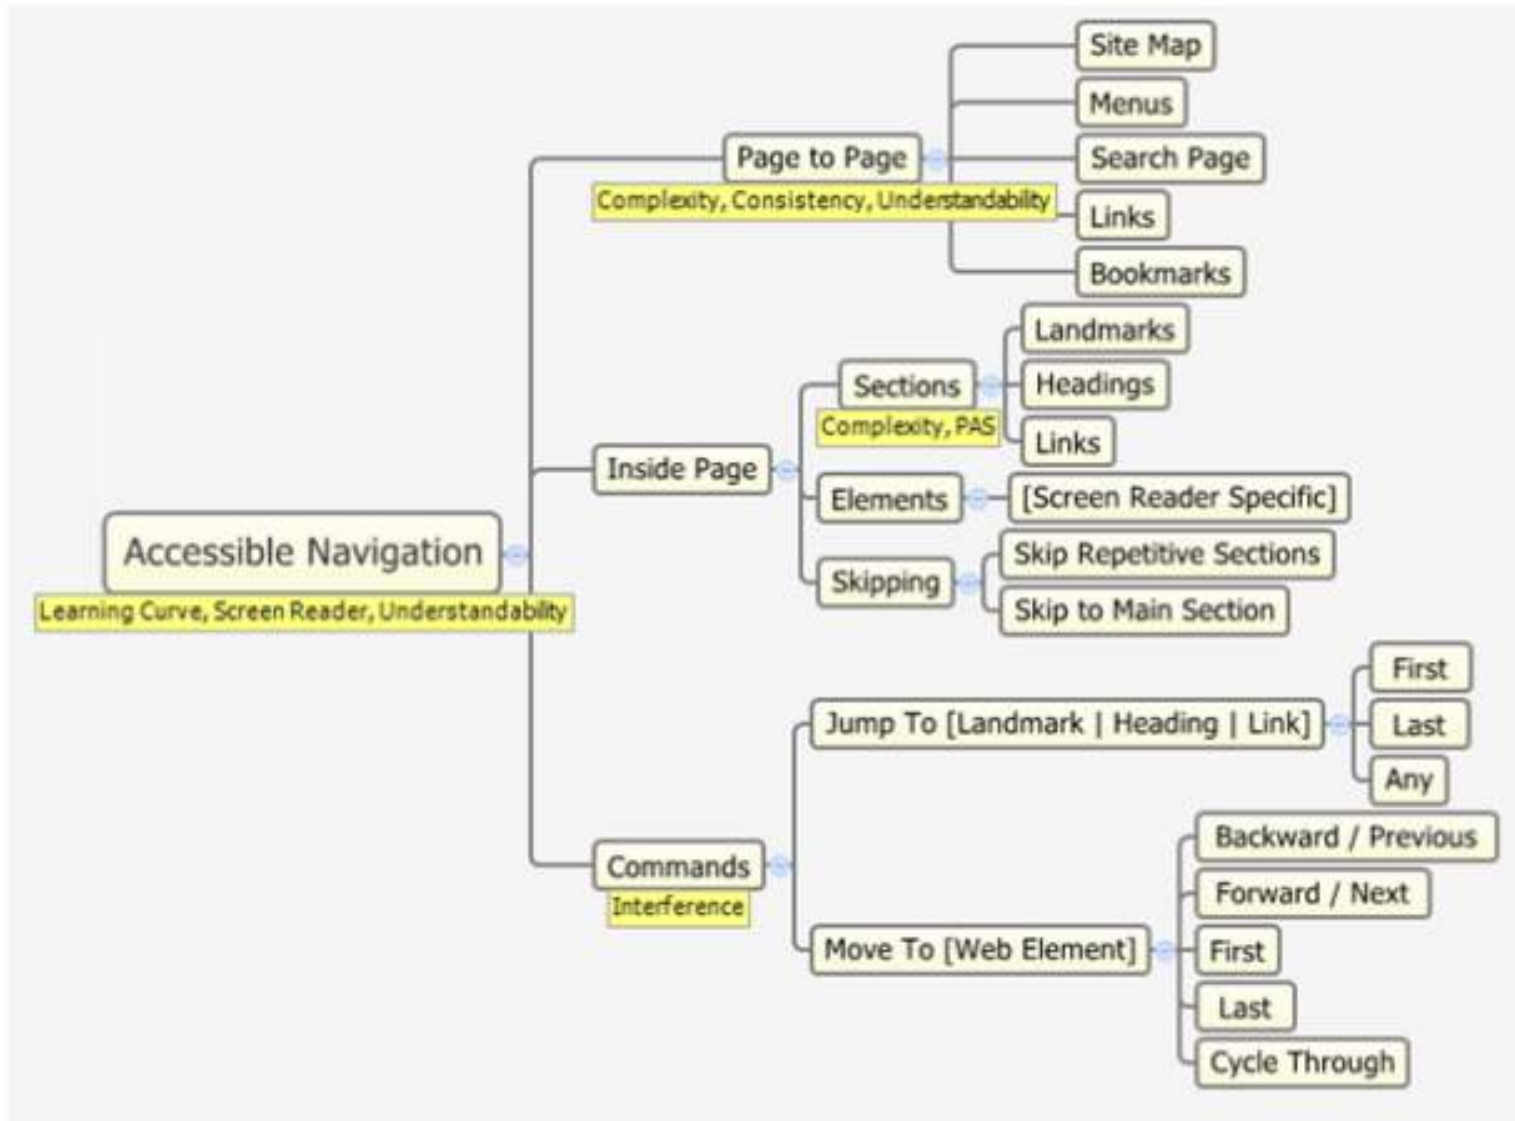 Site Map
Menus
Page to Page
Search Page
Complexity, Consistency, Understandability
Links
Bookmarks
Landmarks
Sections
Headings
Complexity, PAS
Links
Inside Page
Elements
[Screen Reader Specific]
Accessible Navigation
Learning Curve, Screen Reader, Understandability
Skipping
Skip Repetitive Sections
Skip to Main Section
Jump To [Landmark | Heading | Link]
First
Last
Any
Commands
Interference
Move To [Web Element]
Backward / Previous
Forward / Next
First
Last
Cycle Through